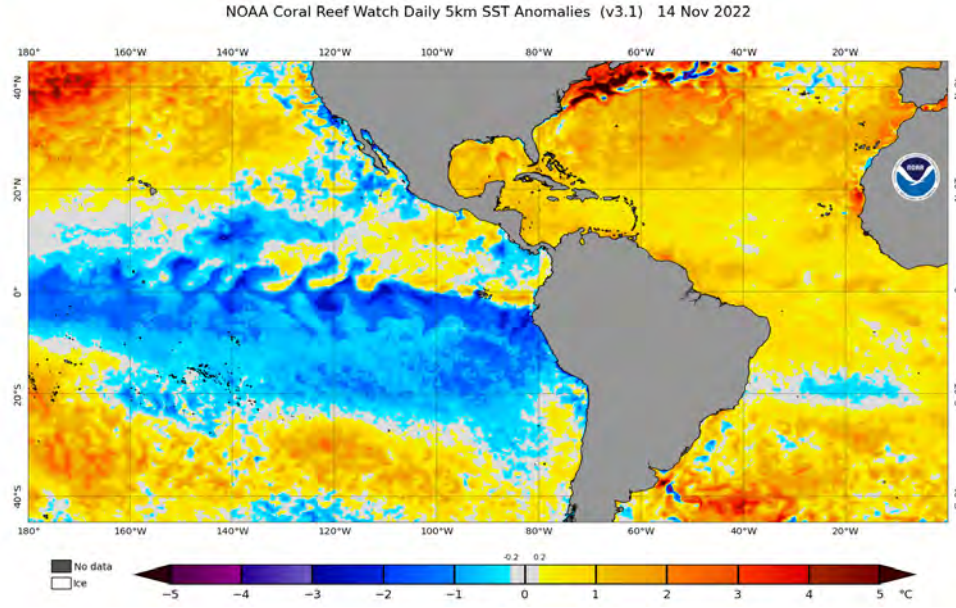 NOAA Coral Reef Watch Daily 5km SST Anomalies (v3.1) 14 Nov 2022
180° 160°W 140°W 120°W 100°W 80°W 60°W 40°W 20°W
40°N
20°N
0°
20°S
40°S
NOAA
180° 160°W 140°W 120°W 100°W 80°W 60°W 40°W 20°W
-0.2 0.2
No data
Ice
−5 −4 −3 −2 −1 0 1 2 3 4 5 °C